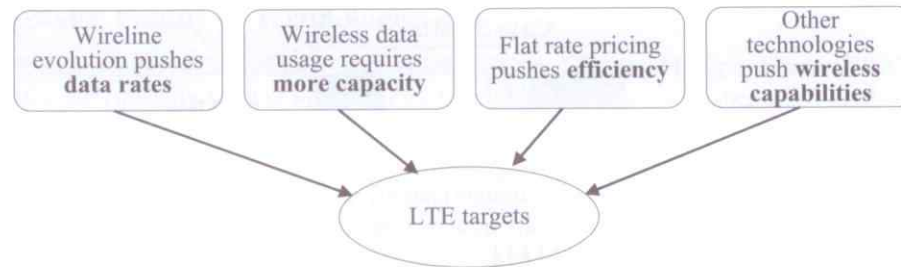 Wireline
evolution pushes
data rates
Wireless data
usage requires
more capacity
Flat rate pricing
pushes efficiency
Other
technologies
push wireless
capabilities
LTE targets